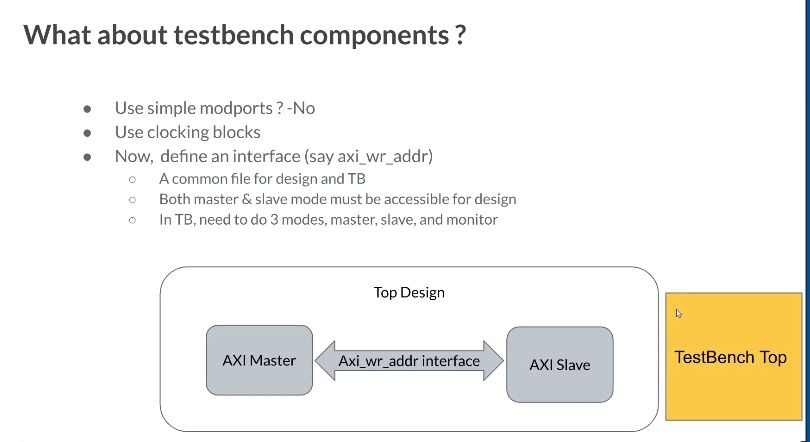 What about testbench components ?
● Use simple modports ? -No
● Use clocking blocks
● Now, define an interface (say axi_wr_addr)
○ A common file for design and TB
○ Both master & slave mode must be accessible for design
○ In TB, need to do 3 modes, master, slave, and monitor
Top Design
AXI Master
Axi_wr_addr interface
AXI Slave
TestBench Top